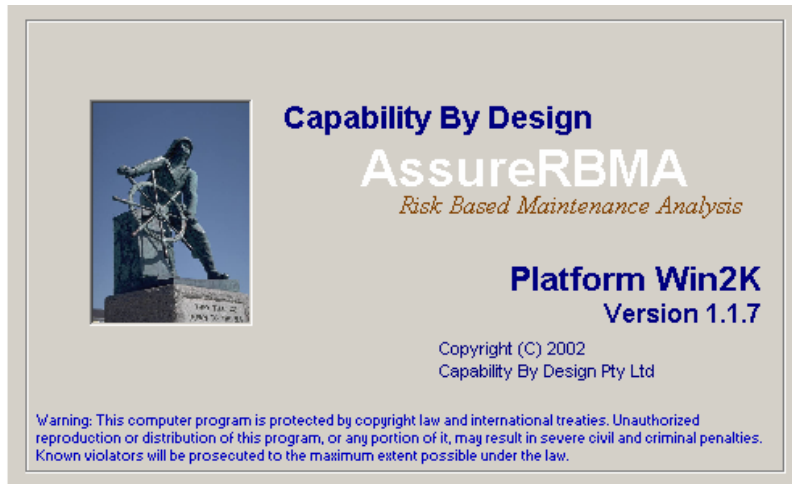 Capability By Design
AssureRBMA
Risk Based Maintenance Analysis
Platform Win2K
Version 1.1.7
Copyright (C) 2002
Capability By Design Pty Ltd
Warning: This computer program is protected by copyright law and international treaties. Unauthorized
reproduction or distribution of this program, or any portion of it, may result in severe civil and criminal penalties.
Known violators will be prosecuted to the maximum extent possible under the law.